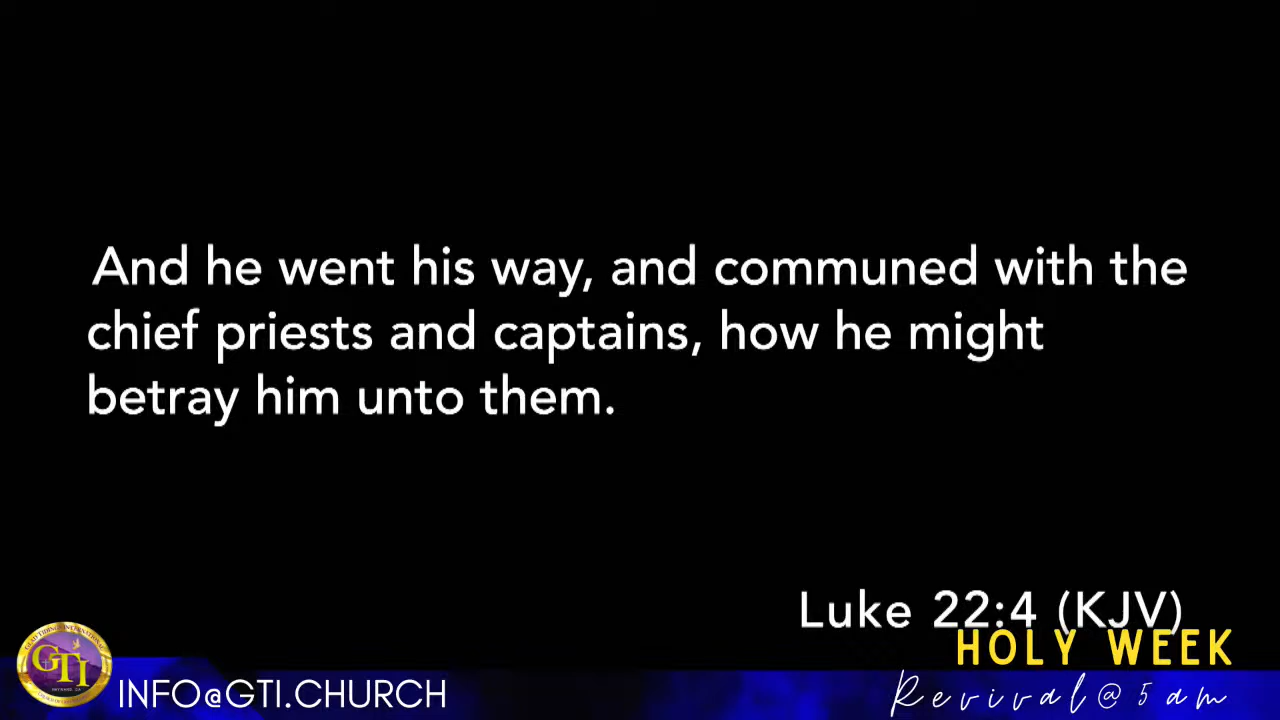 And he went his way, and communed with the
chief priests and captains, how he might
betray him unto them.
Luke 22:4 (KJV)
HOLY WEEK
Revival@5am
GTI
INFO@GTI.CHURCH